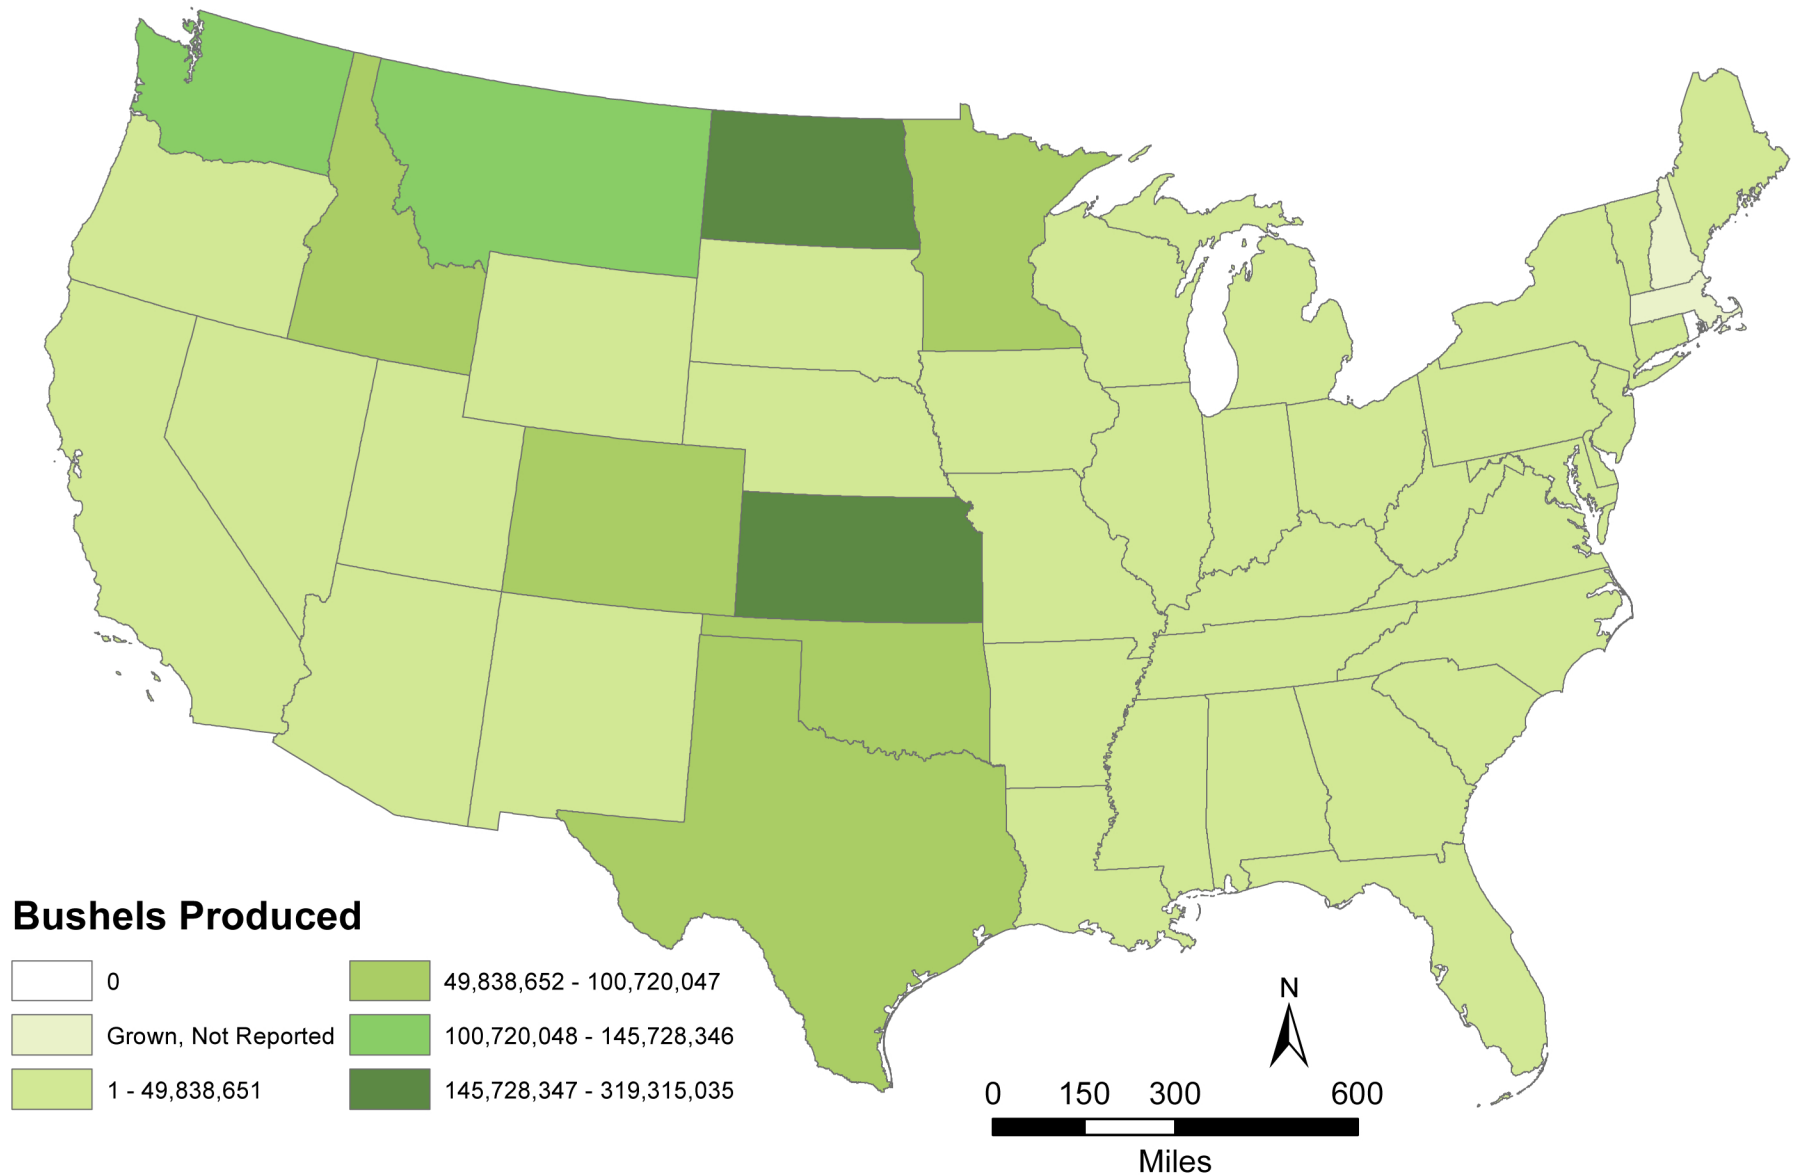 Bushels Produced
0
Grown, Not Reported
1 - 49,838,651
49,838,652 - 100,720,047
100,720,048 - 145,728,346
145,728,347 - 319,315,035
N
0 150 300 600
Miles